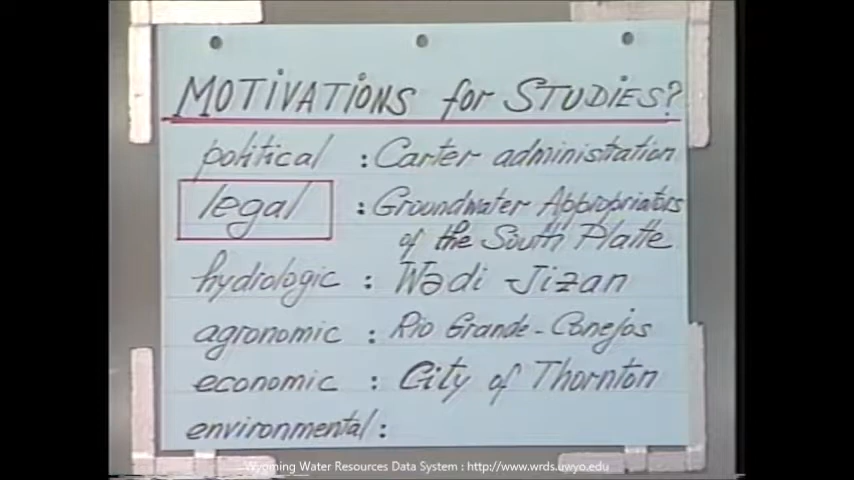 MOTIVATIONS for STUDIES?
political : Carter administration
legal : Groundwater Appropriators
of the South Platte
hydrologic : Wadi Jizan
agronomic : Rio Grande - Conejos
economic : City of Thornton
environmental :
Wyoming Water Resources Data System : http://www.wrds.uwyo.edu